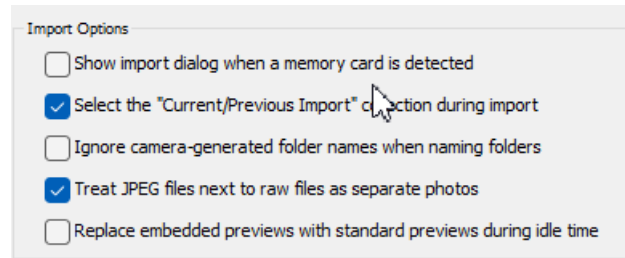 Import Options
Show import dialog when a memory card is detected
Select the "Current/Previous Import" collection during import
Ignore camera-generated folder names when naming folders
Treat JPEG files next to raw files as separate photos
Replace embedded previews with standard previews during idle time